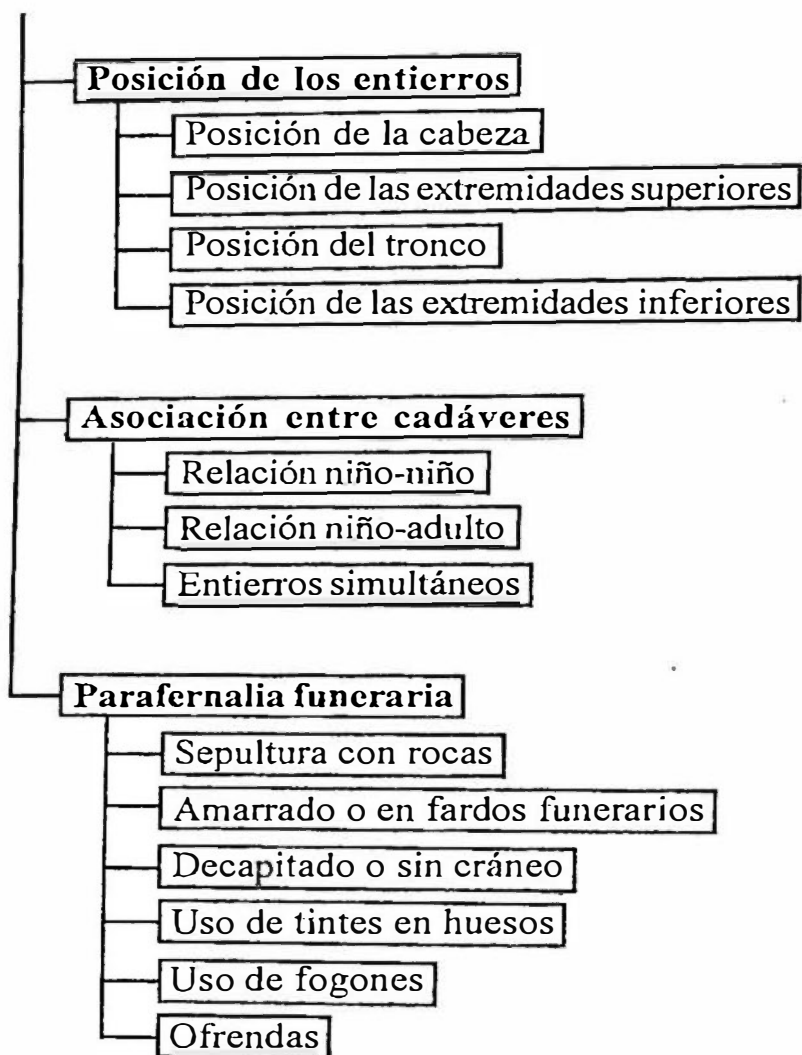 Posición de los entierros
Posición de la cabeza
Posición de las extremidades superiores
Posición del tronco
Posición de las extremidades inferiores
Asociación entre cadáveres
Relación niño-niño
Relación niño-adulto
Entierros simultáneos
Parafernalia funeraria
Sepultura con rocas
Amarrado o en fardos funerarios
Decapitado o sin cráneo
Uso de tintes en huesos
Uso de fogones
Ofrendas